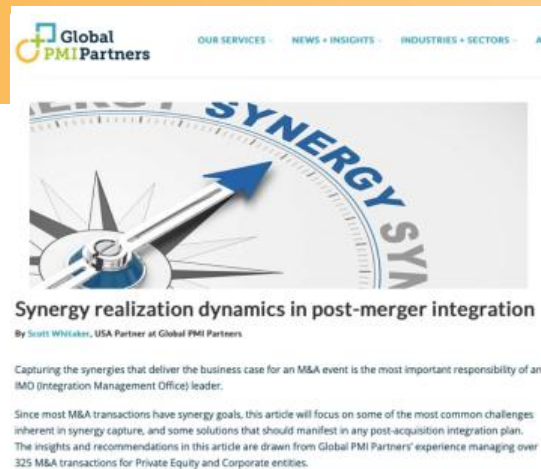 Global
PMIPartners
OUR SERVICES
NEWS + INSIGHTS
INDUSTRIES + SECTORS
A
SYNERGY
SYN
Synergy realization dynamics in post-merger integration
By Scott Whitaker, USA Partner at Global PMI Partners
Capturing the synergies that deliver the business case for an M&A event is the most important responsibility of an
IMO (Integration Management Office) leader.
Since most M&A transactions have synergy goals, this article will focus on some of the most common challenges
inherent in synergy capture, and some solutions that should manifest in any post-acquisition integration plan.
The insights and recommendations in this article are drawn from Global PMI Partners' experience managing over
325 M&A transactions for Private Equity and Corporate entities.